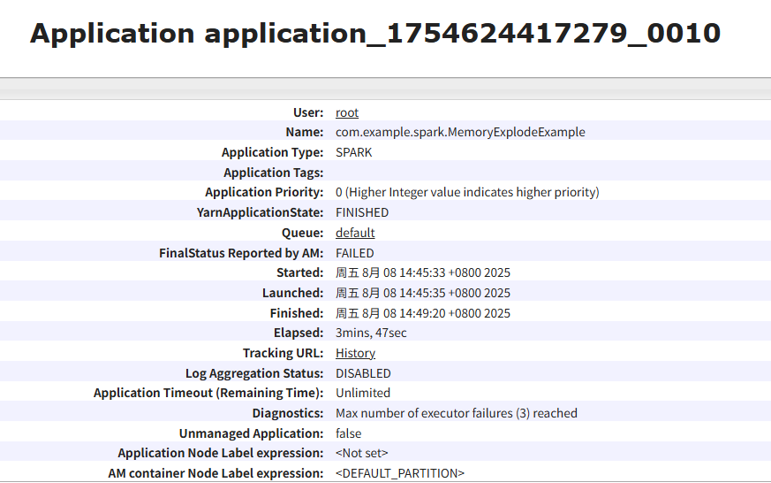 Application application_1754624417279_0010
User: root
Name: com.example.spark.MemoryExplodeExample
Application Type: SPARK
Application Tags:
Application Priority: 0 (Higher Integer value indicates higher priority)
YarnApplicationState: FINISHED
Queue: default
FinalStatus Reported by AM: FAILED
Started: 周五 8月 08 14:45:33 +0800 2025
Launched: 周五 8月 08 14:45:35 +0800 2025
Finished: 周五 8月 08 14:49:20 +0800 2025
Elapsed: 3mins, 47sec
Tracking URL: History
Log Aggregation Status: DISABLED
Application Timeout (Remaining Time): Unlimited
Diagnostics: Max number of executor failures (3) reached
Unmanaged Application: false
Application Node Label expression: <Not set>
AM container Node Label expression: <DEFAULT_PARTITION>